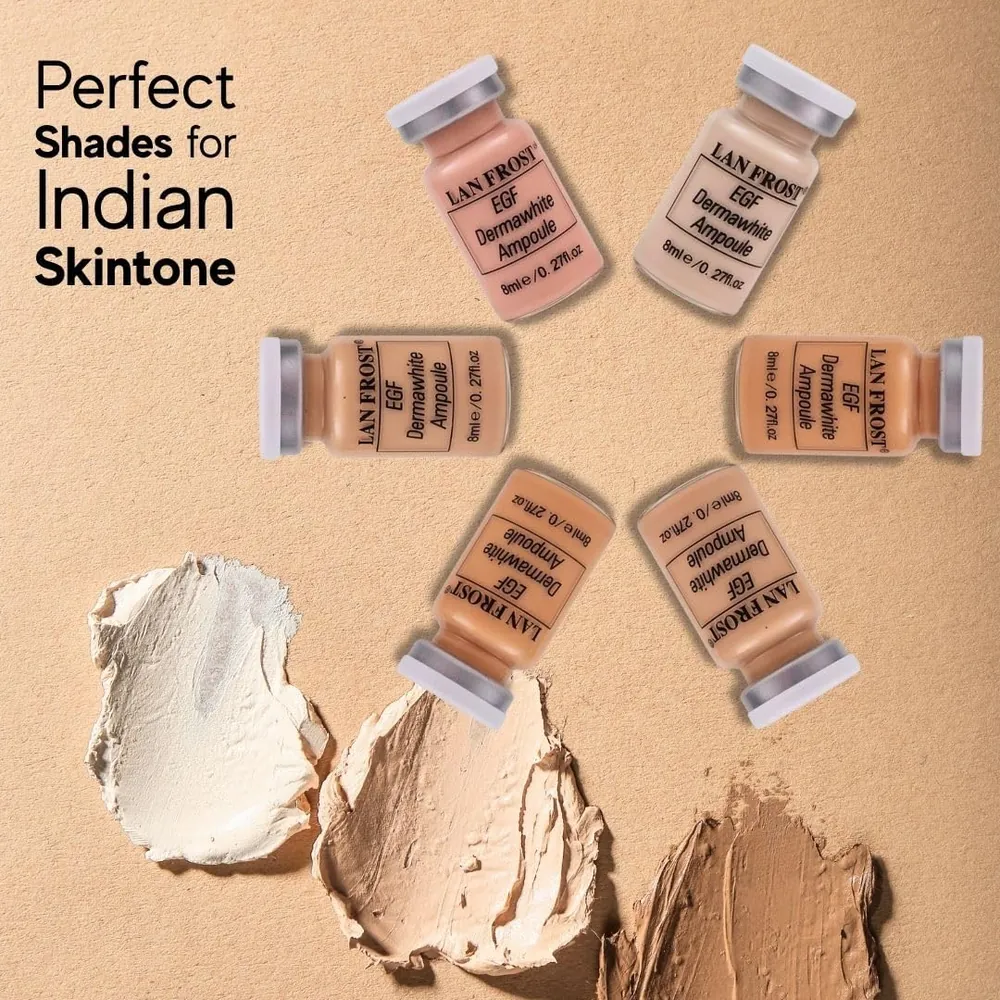 Perfect
Shades for
Indian
Skintone
LAN FROST®
EGF
Dermawhite
Ampoule
8ml e / 0. 27fl.oz
LAN FROST®
EGF
Dermawhite
Ampoule
8ml e / 0. 27fl.oz
LAN FROST®
EGF
Dermawhite
Ampoule
8ml e / 0. 27fl.oz
LAN FROST®
EGF
Dermawhite
Ampoule
8ml e / 0. 27fl.oz
LAN FROST®
EGF
Dermawhite
Ampoule
8ml e / 0. 27fl.oz
LAN FROST®
EGF
Dermawhite
Ampoule
8ml e / 0. 27fl.oz